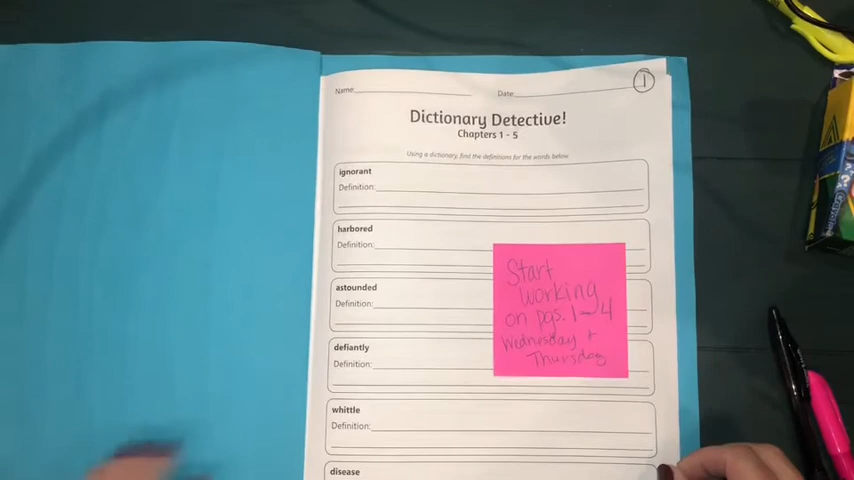 Name: Date: 1
Dictionary Detective!
Chapters 1 - 5
Using a dictionary, find the definitions for the words below.
ignorant
Definition:
harbored
Definition:
astounded
Definition:
defiantly
Definition:
whittle
Definition:
disease
Start
working
on pgs. 1-4
Wednesday +
Thursday